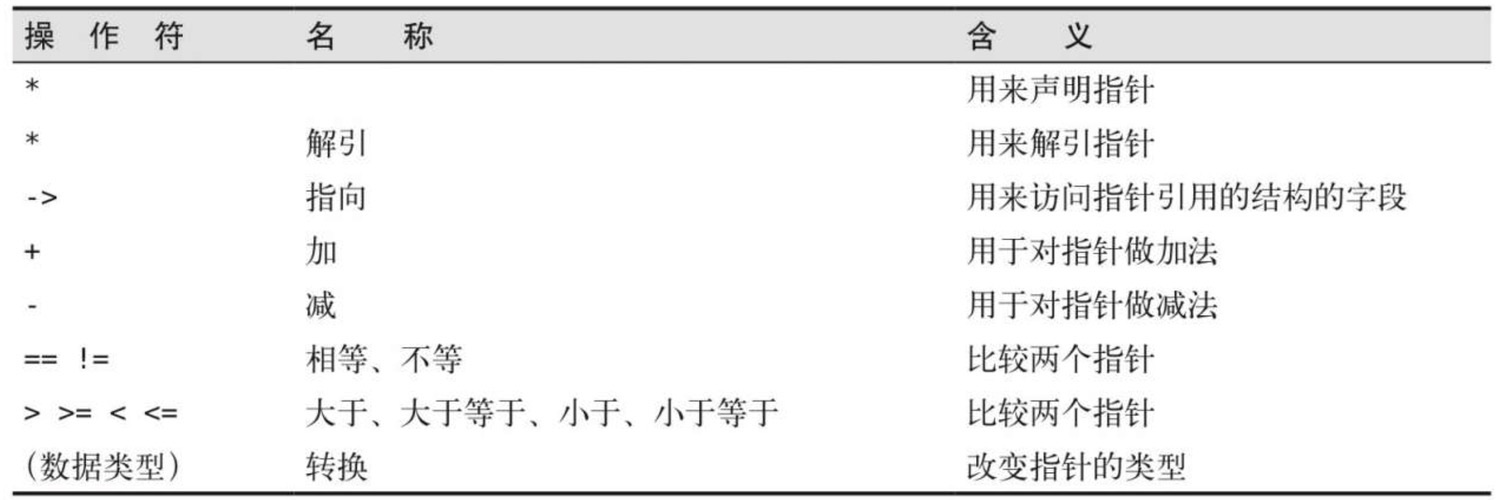 操 作 符 名 称 含 义
* 用来声明指针
* 解引 用来解引指针
-> 指向 用来访问指针引用的结构的字段
+ 加 用于对指针做加法
- 减 用于对指针做减法
== != 相等、不等 比较两个指针
> >= < <= 大于、大于等于、小于、小于等于 比较两个指针
(数据类型) 转换 改变指针的类型